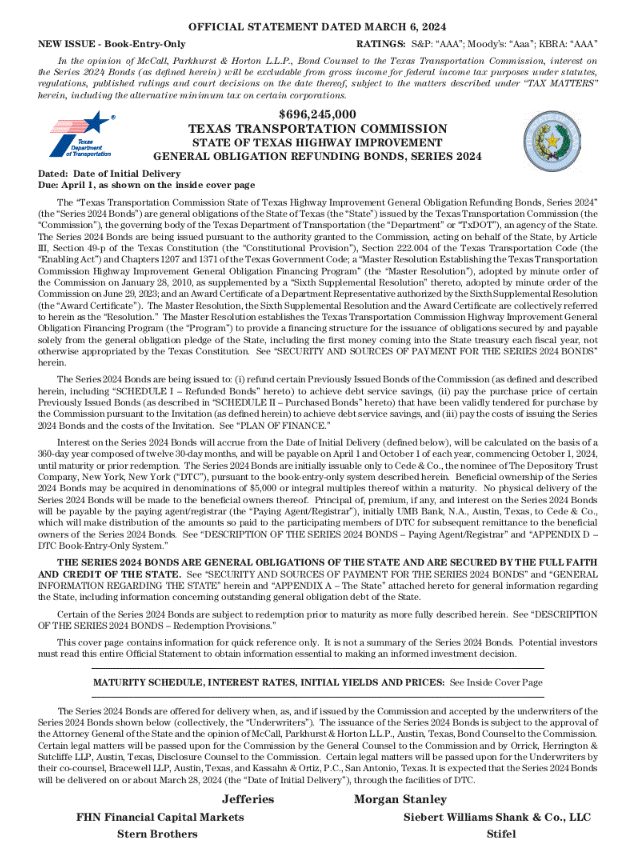 OFFICIAL STATEMENT DATED MARCH 6, 2024
NEW ISSUE - Book-Entry-Only RATINGS: S&P: “AAA”; Moody’s: “Aaa”; KBRA: “AAA”
In the opinion of McCall, Parkhurst & Horton L.L.P., Bond Counsel to the Texas Transportation Commission, interest on
the Series 2024 Bonds (as defined herein) will be excludable from gross income for federal income tax purposes under statutes,
regulations, published rulings and court decisions on the date thereof, subject to the matters described under “TAX MATTERS”
herein, including the alternative minimum tax on certain corporations.
$696,245,000
TEXAS TRANSPORTATION COMMISSION
STATE OF TEXAS HIGHWAY IMPROVEMENT
GENERAL OBLIGATION REFUNDING BONDS, SERIES 2024
Texas
Department
of Transportation
Dated: Date of Initial Delivery
Due: April 1, as shown on the inside cover page
The “Texas Transportation Commission State of Texas Highway Improvement General Obligation Refunding Bonds, Series 2024”
(the “Series 2024 Bonds”) are general obligations of the State of Texas (the “State”) issued by the Texas Transportation Commission (the
“Commission”), the governing body of the Texas Department of Transportation (the “Department” or “TxDOT”), an agency of the State.
The Series 2024 Bonds are being issued pursuant to the authority granted to the Commission, acting on behalf of the State, by Article
III, Section 49-p of the Texas Constitution (the “Constitutional Provision”), Section 222.004 of the Texas Transportation Code (the
“Enabling Act”) and Chapters 1207 and 1371 of the Texas Government Code; a “Master Resolution Establishing the Texas Transportation
Commission Highway Improvement General Obligation Financing Program” (the “Master Resolution”), adopted by minute order of
the Commission on January 28, 2010, as supplemented by a “Sixth Supplemental Resolution” thereto, adopted by minute order of the
Commission on June 29, 2023; and an Award Certificate of a Department Representative authorized by the Sixth Supplemental Resolution
(the “Award Certificate”). The Master Resolution, the Sixth Supplemental Resolution and the Award Certificate are collectively referred
to herein as the “Resolution.” The Master Resolution establishes the Texas Transportation Commission Highway Improvement General
Obligation Financing Program (the “Program”) to provide a financing structure for the issuance of obligations secured by and payable
solely from the general obligation pledge of the State, including the first money coming into the State treasury each fiscal year, not
otherwise appropriated by the Texas Constitution. See “SECURITY AND SOURCES OF PAYMENT FOR THE SERIES 2024 BONDS”
herein.
The Series 2024 Bonds are being issued to: (i) refund certain Previously Issued Bonds of the Commission (as defined and described
herein, including “SCHEDULE I – Refunded Bonds” hereto) to achieve debt service savings, (ii) pay the purchase price of certain
Previously Issued Bonds (as described in “SCHEDULE II – Purchased Bonds” hereto) that have been validly tendered for purchase by
the Commission pursuant to the Invitation (as defined herein) to achieve debt service savings, and (iii) pay the costs of issuing the Series
2024 Bonds and the costs of the Invitation. See “PLAN OF FINANCE.”
Interest on the Series 2024 Bonds will accrue from the Date of Initial Delivery (defined below), will be calculated on the basis of a
360-day year composed of twelve 30-day months, and will be payable on April 1 and October 1 of each year, commencing October 1, 2024,
until maturity or prior redemption. The Series 2024 Bonds are initially issuable only to Cede & Co., the nominee of The Depository Trust
Company, New York, New York (“DTC”), pursuant to the book-entry-only system described herein. Beneficial ownership of the Series
2024 Bonds may be acquired in denominations of $5,000 or integral multiples thereof within a maturity. No physical delivery of the
Series 2024 Bonds will be made to the beneficial owners thereof. Principal of, premium, if any, and interest on the Series 2024 Bonds
will be payable by the paying agent/registrar (the “Paying Agent/Registrar”), initially UMB Bank, N.A., Austin, Texas, to Cede & Co.,
which will make distribution of the amounts so paid to the participating members of DTC for subsequent remittance to the beneficial
owners of the Series 2024 Bonds. See “DESCRIPTION OF THE SERIES 2024 BONDS – Paying Agent/Registrar” and “APPENDIX D –
DTC Book-Entry-Only System.”
THE SERIES 2024 BONDS ARE GENERAL OBLIGATIONS OF THE STATE AND ARE SECURED BY THE FULL FAITH
AND CREDIT OF THE STATE. See “SECURITY AND SOURCES OF PAYMENT FOR THE SERIES 2024 BONDS” and “GENERAL
INFORMATION REGARDING THE STATE” herein and “APPENDIX A – The State” attached hereto for general information regarding
the State, including information concerning outstanding general obligation debt of the State.
Certain of the Series 2024 Bonds are subject to redemption prior to maturity as more fully described herein. See “DESCRIPTION
OF THE SERIES 2024 BONDS – Redemption Provisions.”
This cover page contains information for quick reference only. It is not a summary of the Series 2024 Bonds. Potential investors
must read this entire Official Statement to obtain information essential to making an informed investment decision.
MATURITY SCHEDULE, INTEREST RATES, INITIAL YIELDS AND PRICES: See Inside Cover Page
The Series 2024 Bonds are offered for delivery when, as, and if issued by the Commission and accepted by the underwriters of the
Series 2024 Bonds shown below (collectively, the “Underwriters”). The issuance of the Series 2024 Bonds is subject to the approval of
the Attorney General of the State and the opinion of McCall, Parkhurst & Horton L.L.P., Austin, Texas, Bond Counsel to the Commission.
Certain legal matters will be passed upon for the Commission by the General Counsel to the Commission and by Orrick, Herrington &
Sutcliffe LLP, Austin, Texas, Disclosure Counsel to the Commission. Certain legal matters will be passed upon for the Underwriters by
their co-counsel, Bracewell LLP, Austin, Texas, and Kassahn & Ortiz, P.C., San Antonio, Texas. It is expected that the Series 2024 Bonds
will be delivered on or about March 28, 2024 (the “Date of Initial Delivery”), through the facilities of DTC.
Jefferies Morgan Stanley
FHN Financial Capital Markets Siebert Williams Shank & Co., LLC
Stern Brothers Stifel